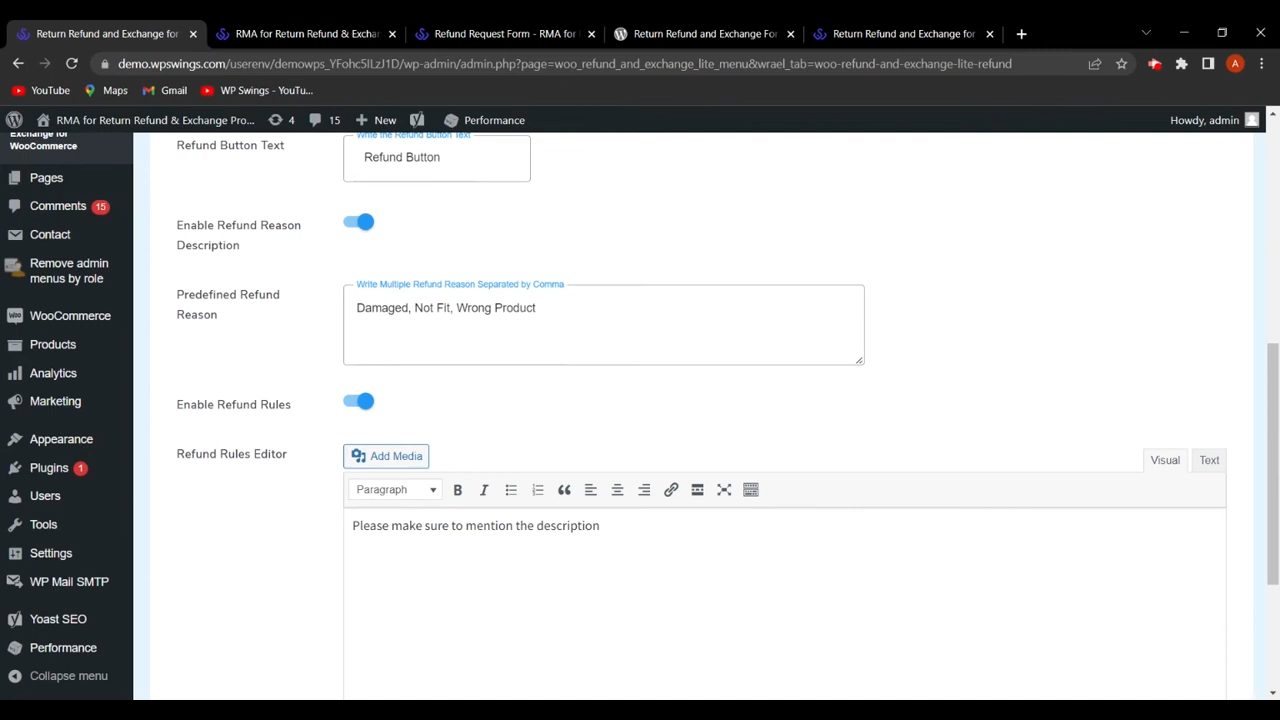 Return Refund and Exchange for
RMA for Return Refund & Exchan
Refund Request Form - RMA for
Return Refund and Exchange For
Return Refund and Exchange for
demo.wpswings.com/userenv/demowps_YFohc5ILzJ1D/wp-admin/admin.php?page=woo_refund_and_exchange_lite_menu&wrael_tab=woo-refund-and-exchange-lite-refund
A
YouTube
Maps
Gmail
WP Swings - YouTu...
RMA for Return Refund & Exchange Pro...
4
15
New
Performance
Howdy, admin
Exchange for
WooCommerce
Pages
Comments 15
Contact
Remove admin
menus by role
WooCommerce
Products
Analytics
Marketing
Appearance
Plugins 1
Users
Tools
Settings
WP Mail SMTP
Yoast SEO
Performance
Collapse menu
Refund Button Text
Write the Refund Button Text
Refund Button
Enable Refund Reason
Description
Predefined Refund
Reason
Write Multiple Refund Reason Separated by Comma
Damaged, Not Fit, Wrong Product
Enable Refund Rules
Refund Rules Editor
Add Media
Visual
Text
Paragraph
B
I
Please make sure to mention the description